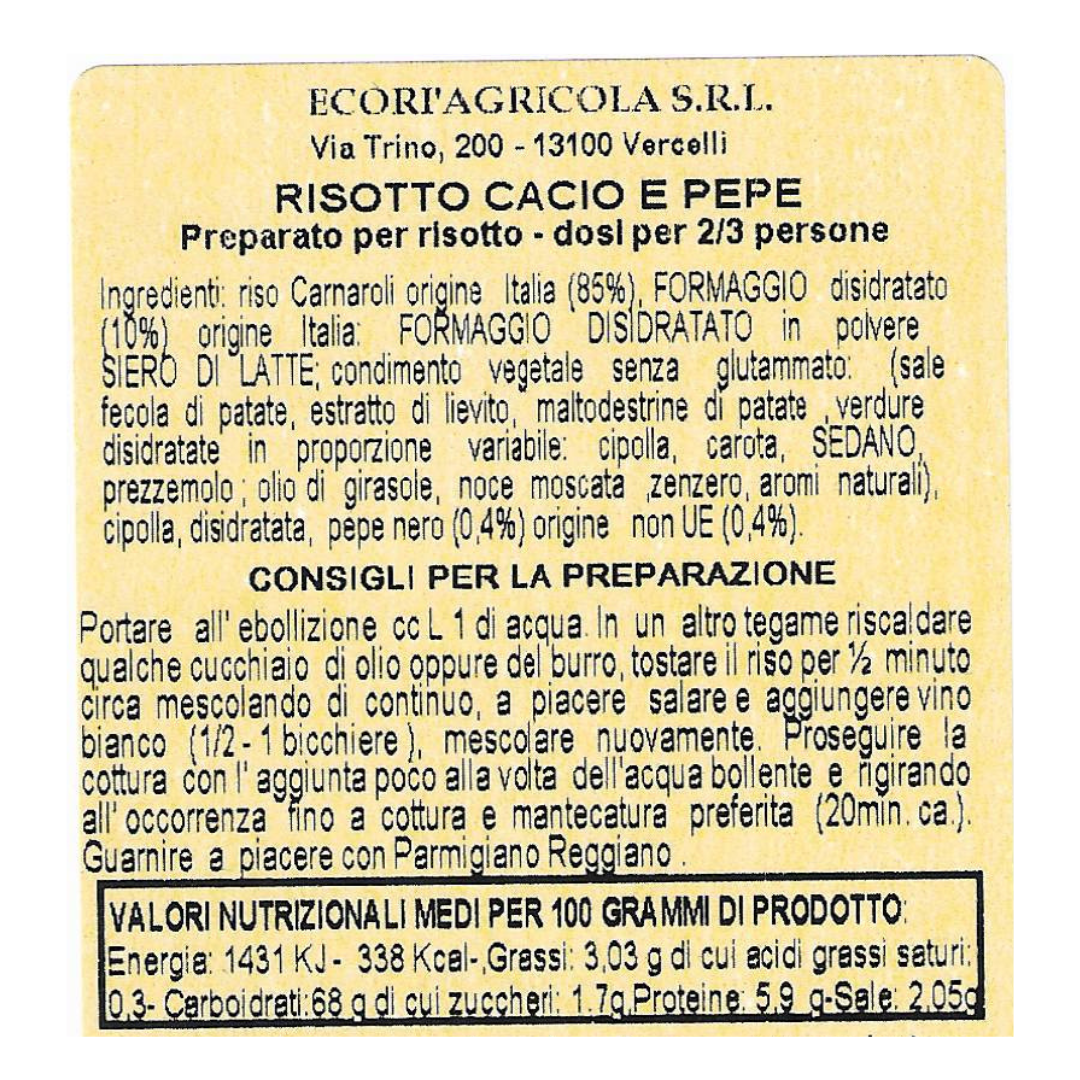 ECORI'AGRICOLA S.R.L.
Via Trino, 200 - 13100 Vercelli
RISOTTO CACIO E PEPE
Preparato per risotto - dosi per 2/3 persone
Ingredienti: riso Carnaroli origine Italia (85%), FORMAGGIO disidratato
(10%) origine Italia: FORMAGGIO DISIDRATATO in polvere
SIERO DI LATTE; condimento vegetale senza glutammato: (sale
fecola di patate, estratto di lievito, maltodestrine di patate , verdure
disidratate in proporzione variabile: cipolla, carota, SEDANO,
prezzemolo ; olio di girasole, noce moscata ,zenzero, aromi naturali),
cipolla, disidratata, pepe nero (0,4%) origine non UE (0,4%).
CONSIGLI PER LA PREPARAZIONE
Portare all' ebollizione cc L 1 di acqua. In un altro tegame riscaldare
qualche cucchiaio di olio oppure del burro, tostare il riso per ½ minuto
circa mescolando di continuo, a piacere salare e aggiungere vino
bianco (1/2 - 1 bicchiere ), mescolare nuovamente. Proseguire la
cottura con l' aggiunta poco alla volta dell'acqua bollente e rigirando
all' occorrenza fino a cottura e mantecatura preferita (20min. ca.).
Guarnire a piacere con Parmigiano Reggiano .
VALORI NUTRIZIONALI MEDI PER 100 GRAMMI DI PRODOTTO:
Energia: 1431 KJ - 338 Kcal-,Grassi: 3,03 g di cui acidi grassi saturi:
0,3- Carboidrati:68 g di cui zuccheri: 1.7g,Proteine: 5,9 g-Sale: 2,05g